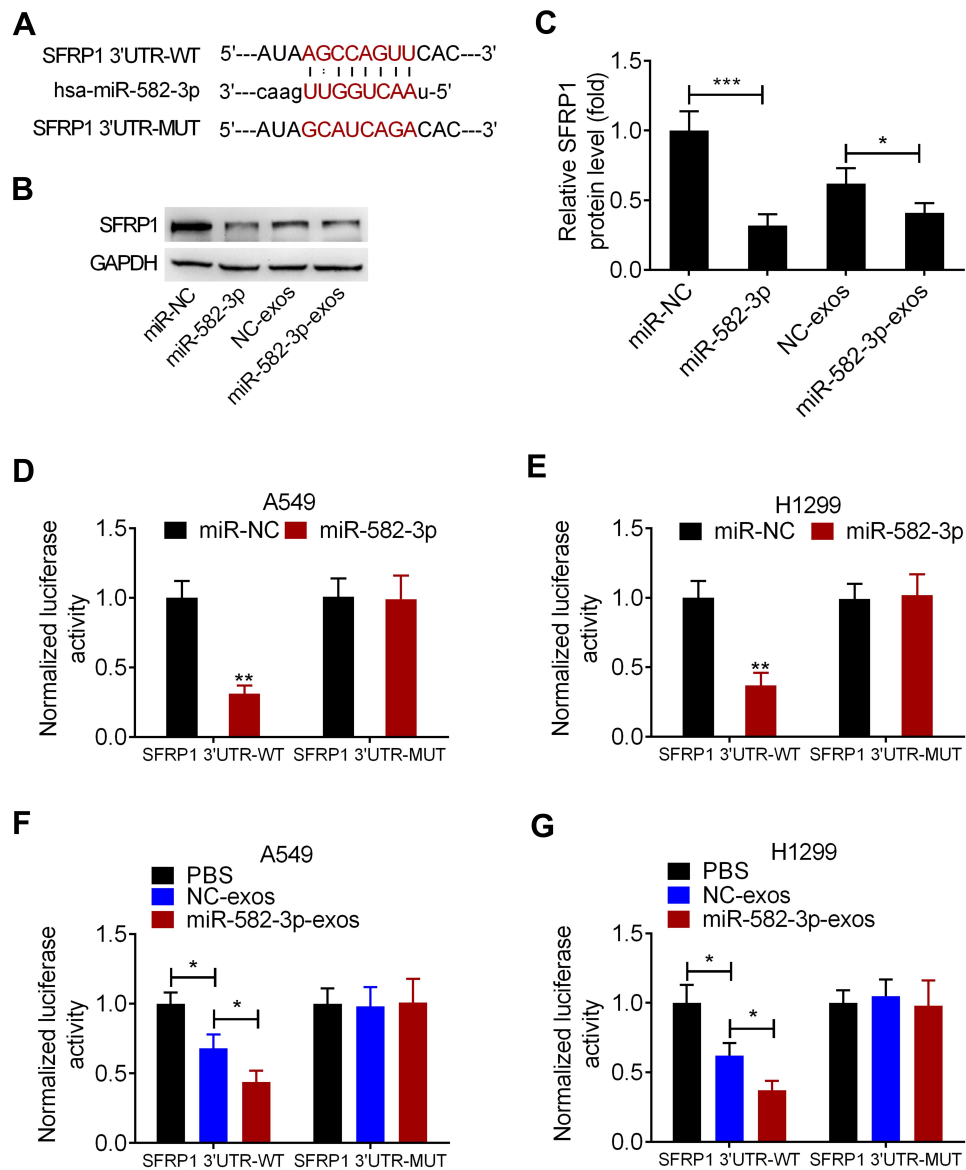 A
SFRP1 3'UTR-WT 5'---AUAAGCCAGUUCAC---3'
hsa-miR-582-3p 3'---caagUUGGUCAAu-5'
SFRP1 3'UTR-MUT 5'---AUAGCAUCAGACAC---3'
B
SFRP1
GAPDH
miR-NC
miR-582-3p
NC-exos
miR-582-3p-exos
C
Relative SFRP1
protein level (fold)
1.5
1.0
0.5
0.0
***
*
miR-NC
miR-582-3p
NC-exos
miR-582-3p-exos
D
A549
miR-NC miR-582-3p
Normalized luciferase
activity
1.5
1.0
0.5
0.0
**
SFRP1 3'UTR-WT SFRP1 3'UTR-MUT
E
H1299
miR-NC miR-582-3p
Normalized luciferase
activity
1.5
1.0
0.5
0.0
**
SFRP1 3'UTR-WT SFRP1 3'UTR-MUT
F
A549
PBS
NC-exos
miR-582-3p-exos
Normalized luciferase
activity
1.5
1.0
0.5
0.0
*
*
SFRP1 3'UTR-WT SFRP1 3'UTR-MUT
G
H1299
PBS
NC-exos
miR-582-3p-exos
Normalized luciferase
activity
1.5
1.0
0.5
0.0
*
*
SFRP1 3'UTR-WT SFRP1 3'UTR-MUT